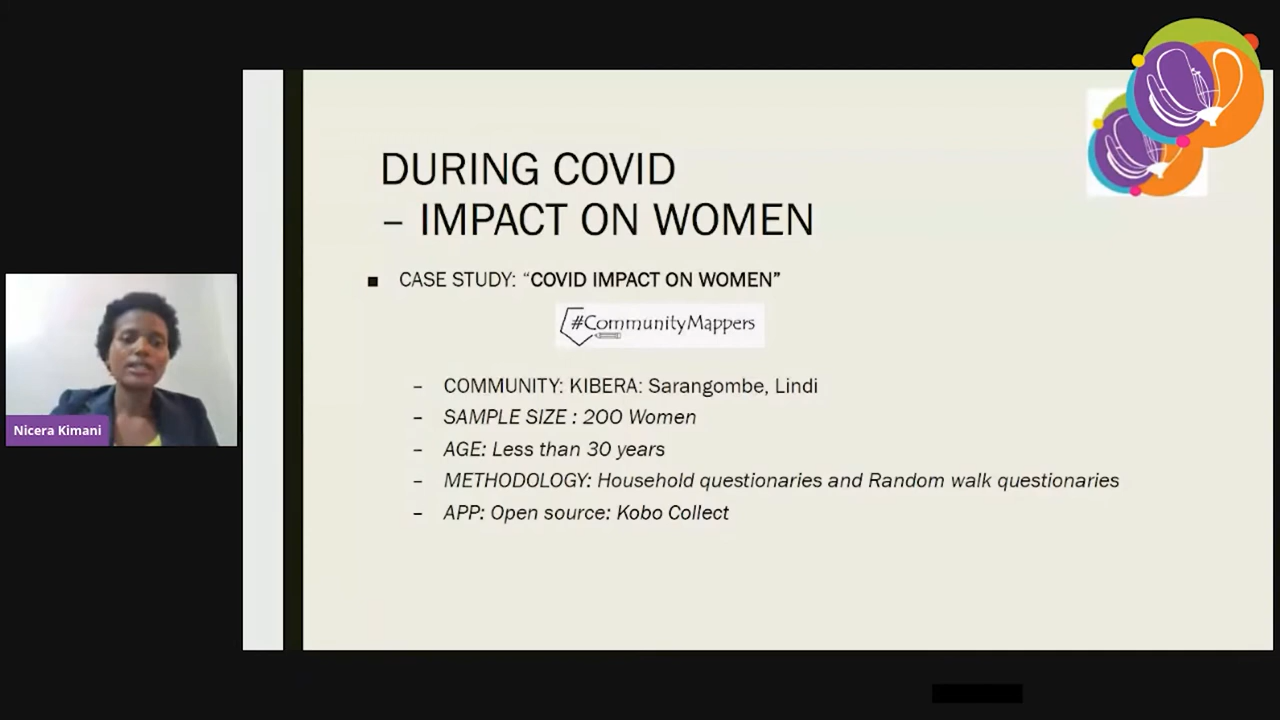 DURING COVID
– IMPACT ON WOMEN
■ CASE STUDY: “COVID IMPACT ON WOMEN”
#CommunityMappers
– COMMUNITY: KIBERA: Sarangombe, Lindi
– SAMPLE SIZE : 200 Women
– AGE: Less than 30 years
– METHODOLOGY: Household questionaries and Random walk questionaries
– APP: Open source: Kobo Collect
Nicera Kimani